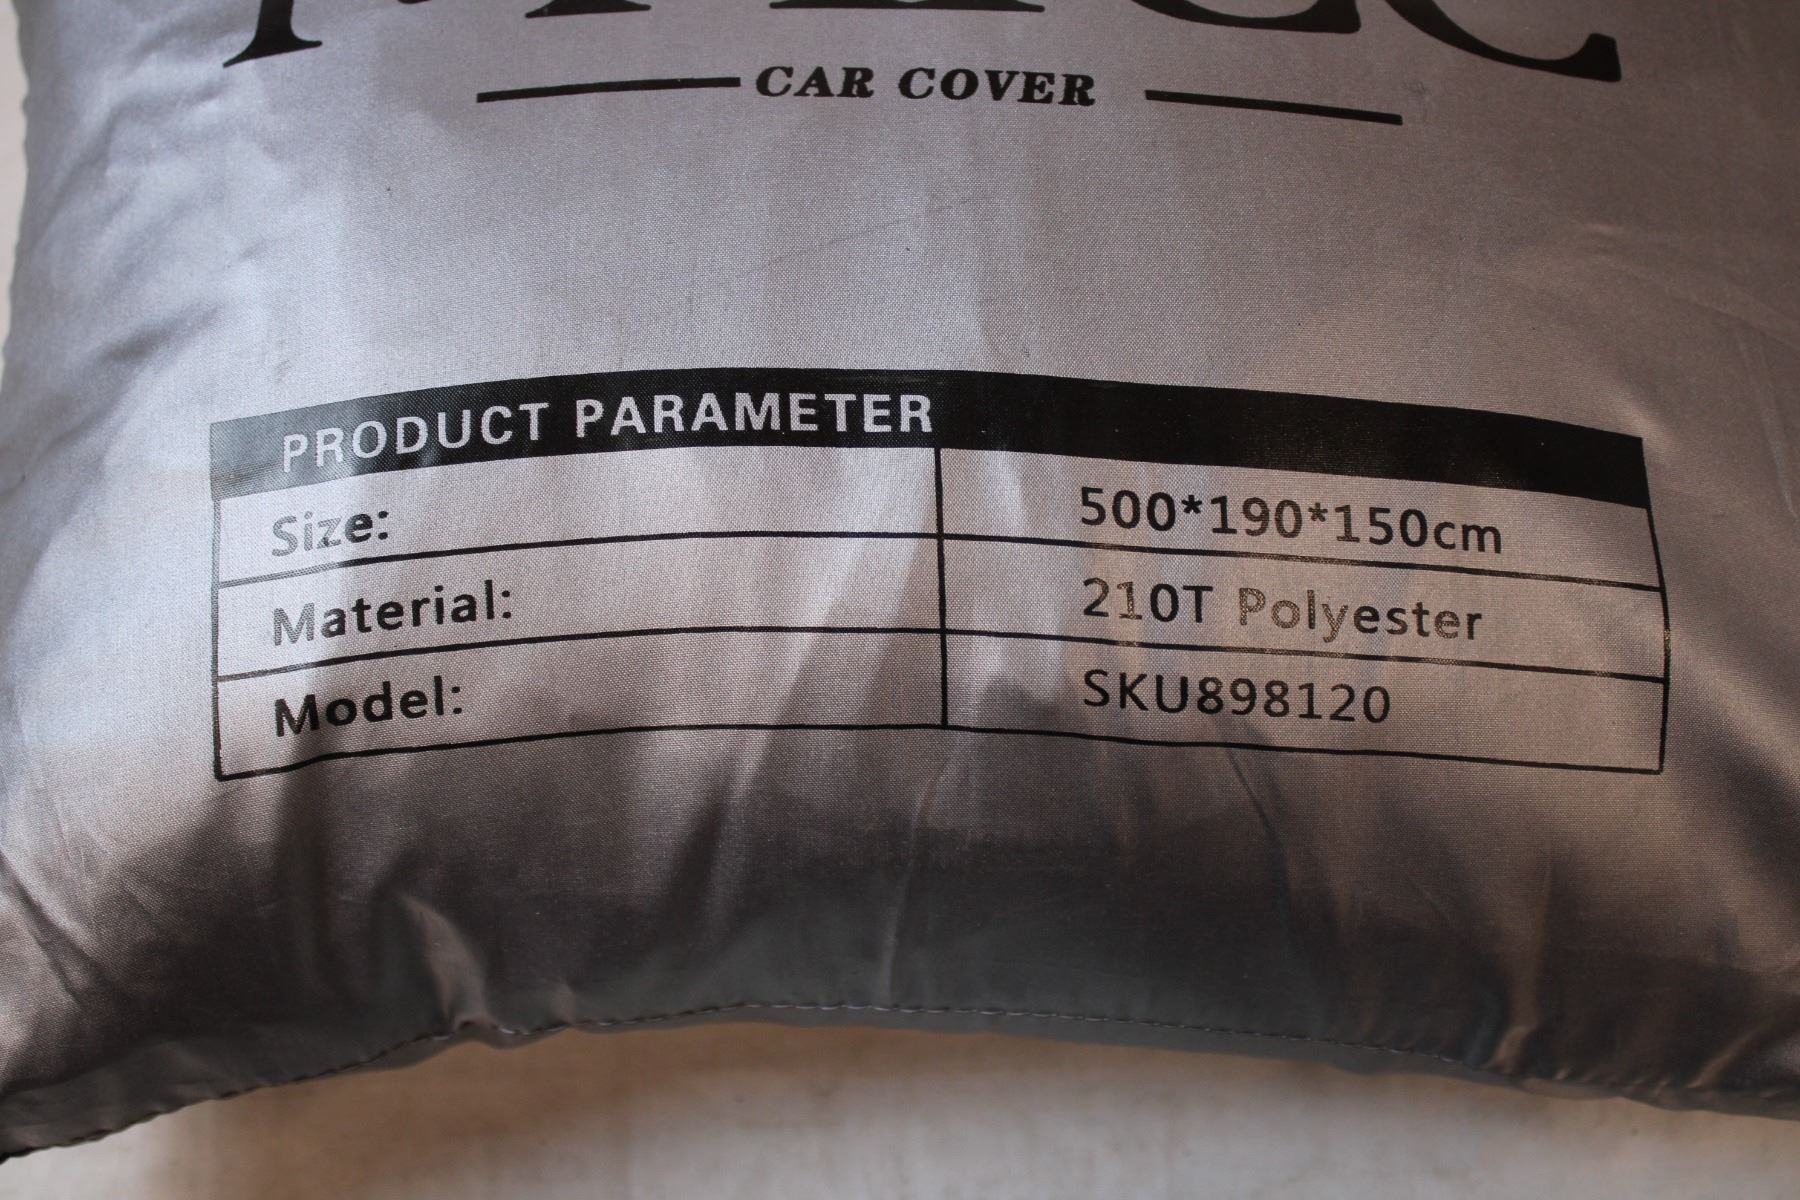 CAR COVER
PRODUCT PARAMETER
Size: 500*190*150cm
Material: 210T Polyester
Model: SKU898120